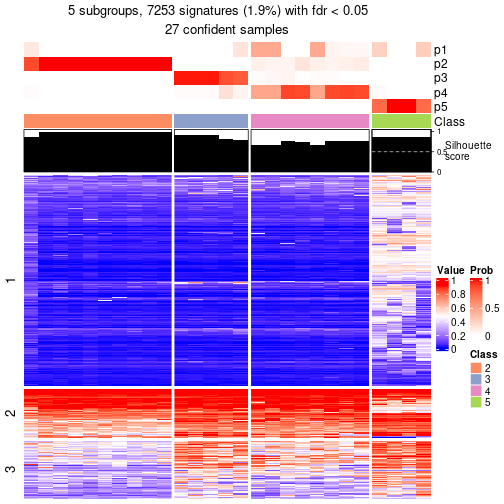 5 subgroups, 7253 signatures (1.9%) with fdr < 0.05
27 confident samples
p1
p2
p3
p4
p5
Class
1
0.5
0
Silhouette
score
1
2
3
Value
1
0.8
0.6
0.4
0.2
0
Prob
1
0.5
0
Class
2
3
4
5